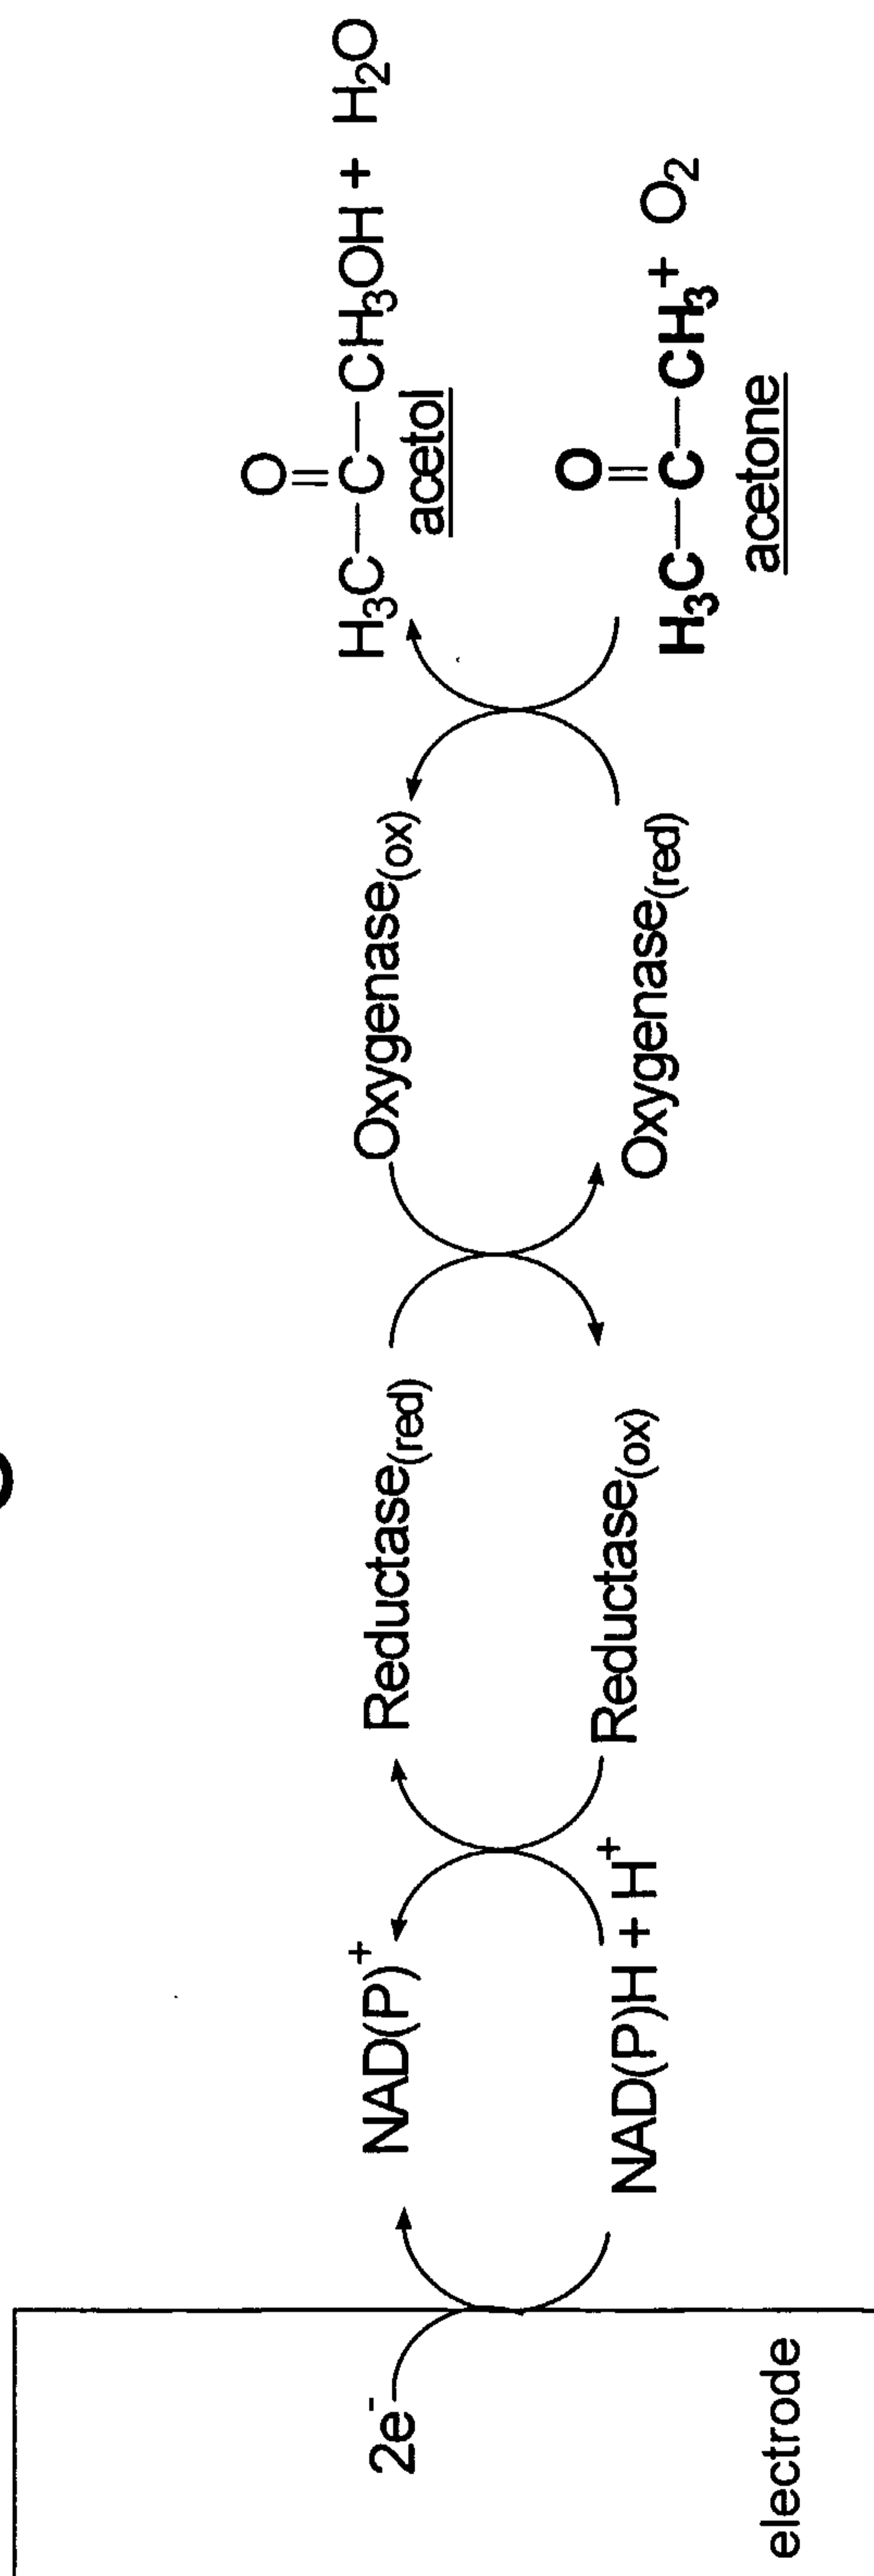 O
2e⁻ NAD(P)⁺ Reductase(red) Oxygenase(ox) H₃C—C—CH₃OH + H₂O
acetol
O
NAD(P)H + H⁺ Reductase(ox) Oxygenase(red) H₃C—C—CH₃ + O₂
electrode acetone